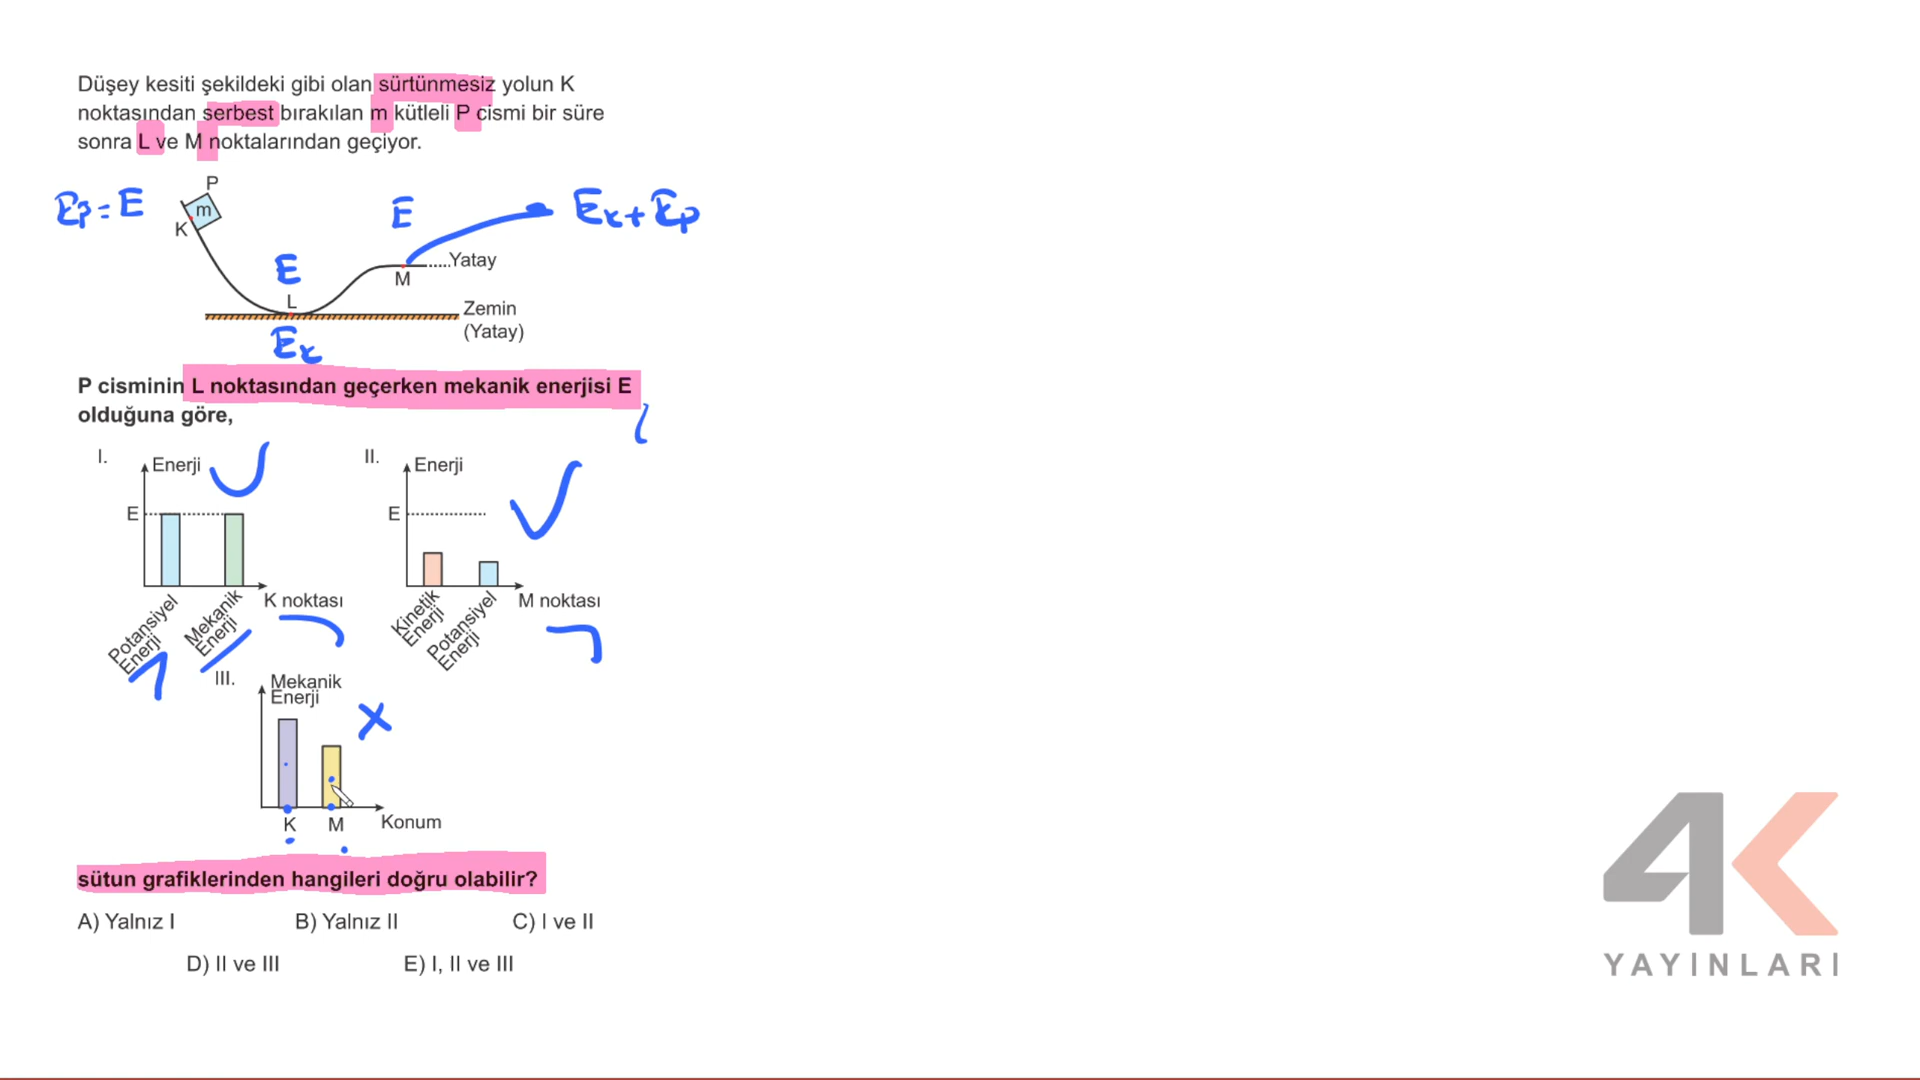 Düşey kesiti şekildeki gibi olan sürtünmesiz yolun K
noktasından serbest bırakılan m kütleli P cismi bir süre
sonra L ve M noktalarından geçiyor.
P
Ep = E
m
E
Ek + Ep
K
E
Yatay
M
L
Zemin
(Yatay)
Ek
P cisminin L noktasından geçerken mekanik enerjisi E
olduğuna göre,
I.
Enerji
E
K noktası
Potansiyel
Enerji
Mekanik
Enerji
II.
Enerji
E
M noktası
Kinetik
Enerji
Potansiyel
Enerji
III.
Mekanik
Enerji
K M Konum
sütun grafiklerinden hangileri doğru olabilir?
A) Yalnız I B) Yalnız II C) I ve II
D) II ve III E) I, II ve III
4K
YAYINLARI